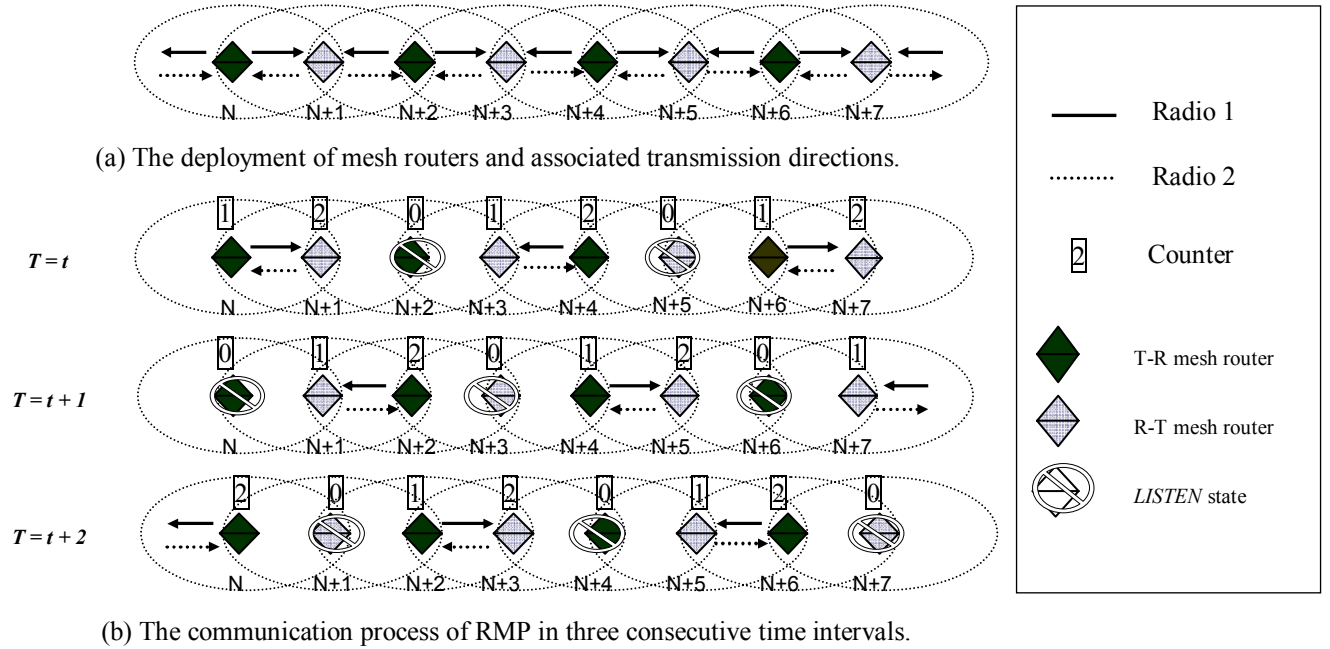 N N+1 N+2 N+3 N+4 N+5 N+6 N+7
(a) The deployment of mesh routers and associated transmission directions.
1 2 0 1 2 0 1 2
T = t
N N+1 N+2 N+3 N+4 N+5 N+6 N+7
0 1 2 0 1 2 0 1
T = t + 1
N N+1 N+2 N+3 N+4 N+5 N+6 N+7
2 0 1 2 0 1 2 0
T = t + 2
N N+1 N+2 N+3 N+4 N+5 N+6 N+7
(b) The communication process of RMP in three consecutive time intervals.
Radio 1
Radio 2
2 Counter
T-R mesh router
R-T mesh router
LISTEN state